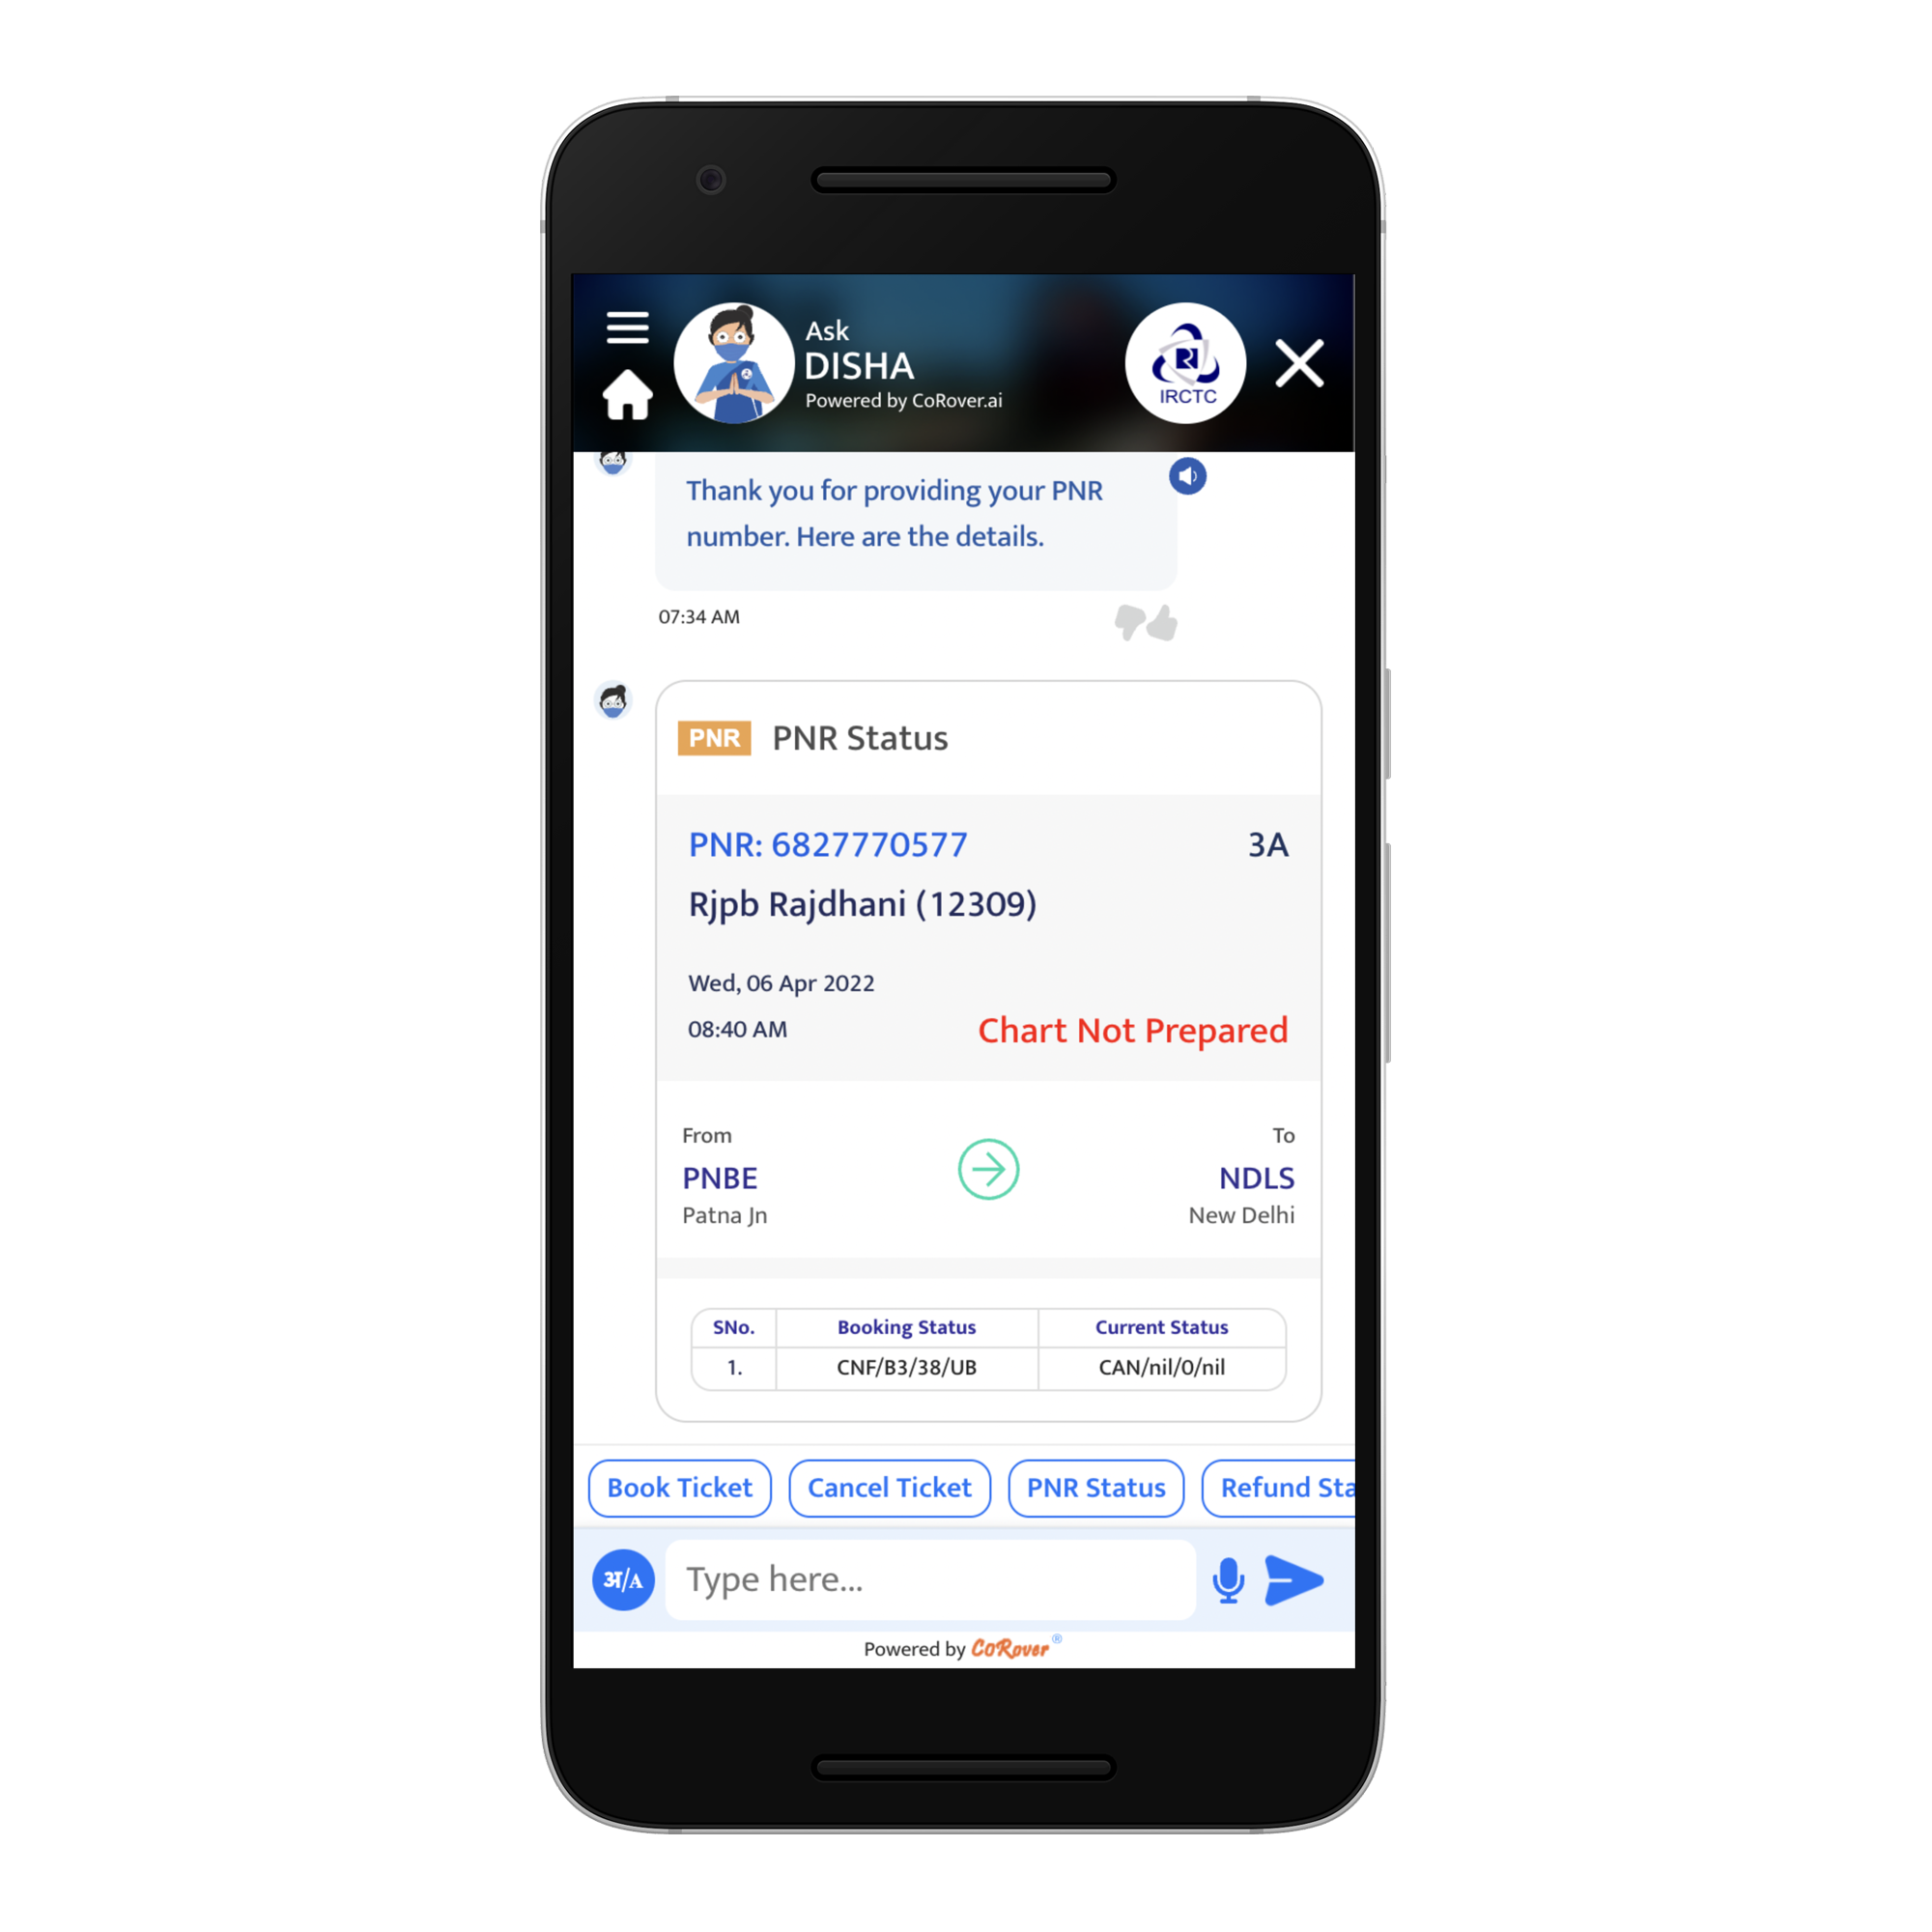 Ask
DISHA
Powered by CoRover.ai
IRCTC
Thank you for providing your PNR
number. Here are the details.
07:34 AM
PNR PNR Status
PNR: 6827770577 3A
Rjpb Rajdhani (12309)
Wed, 06 Apr 2022
08:40 AM Chart Not Prepared
From To
PNBE NDLS
Patna Jn New Delhi
SNo. Booking Status Current Status
1. CNF/B3/38/UB CAN/nil/0/nil
Book Ticket Cancel Ticket PNR Status Refund Sta
अ/A Type here...
Powered by CoRover®